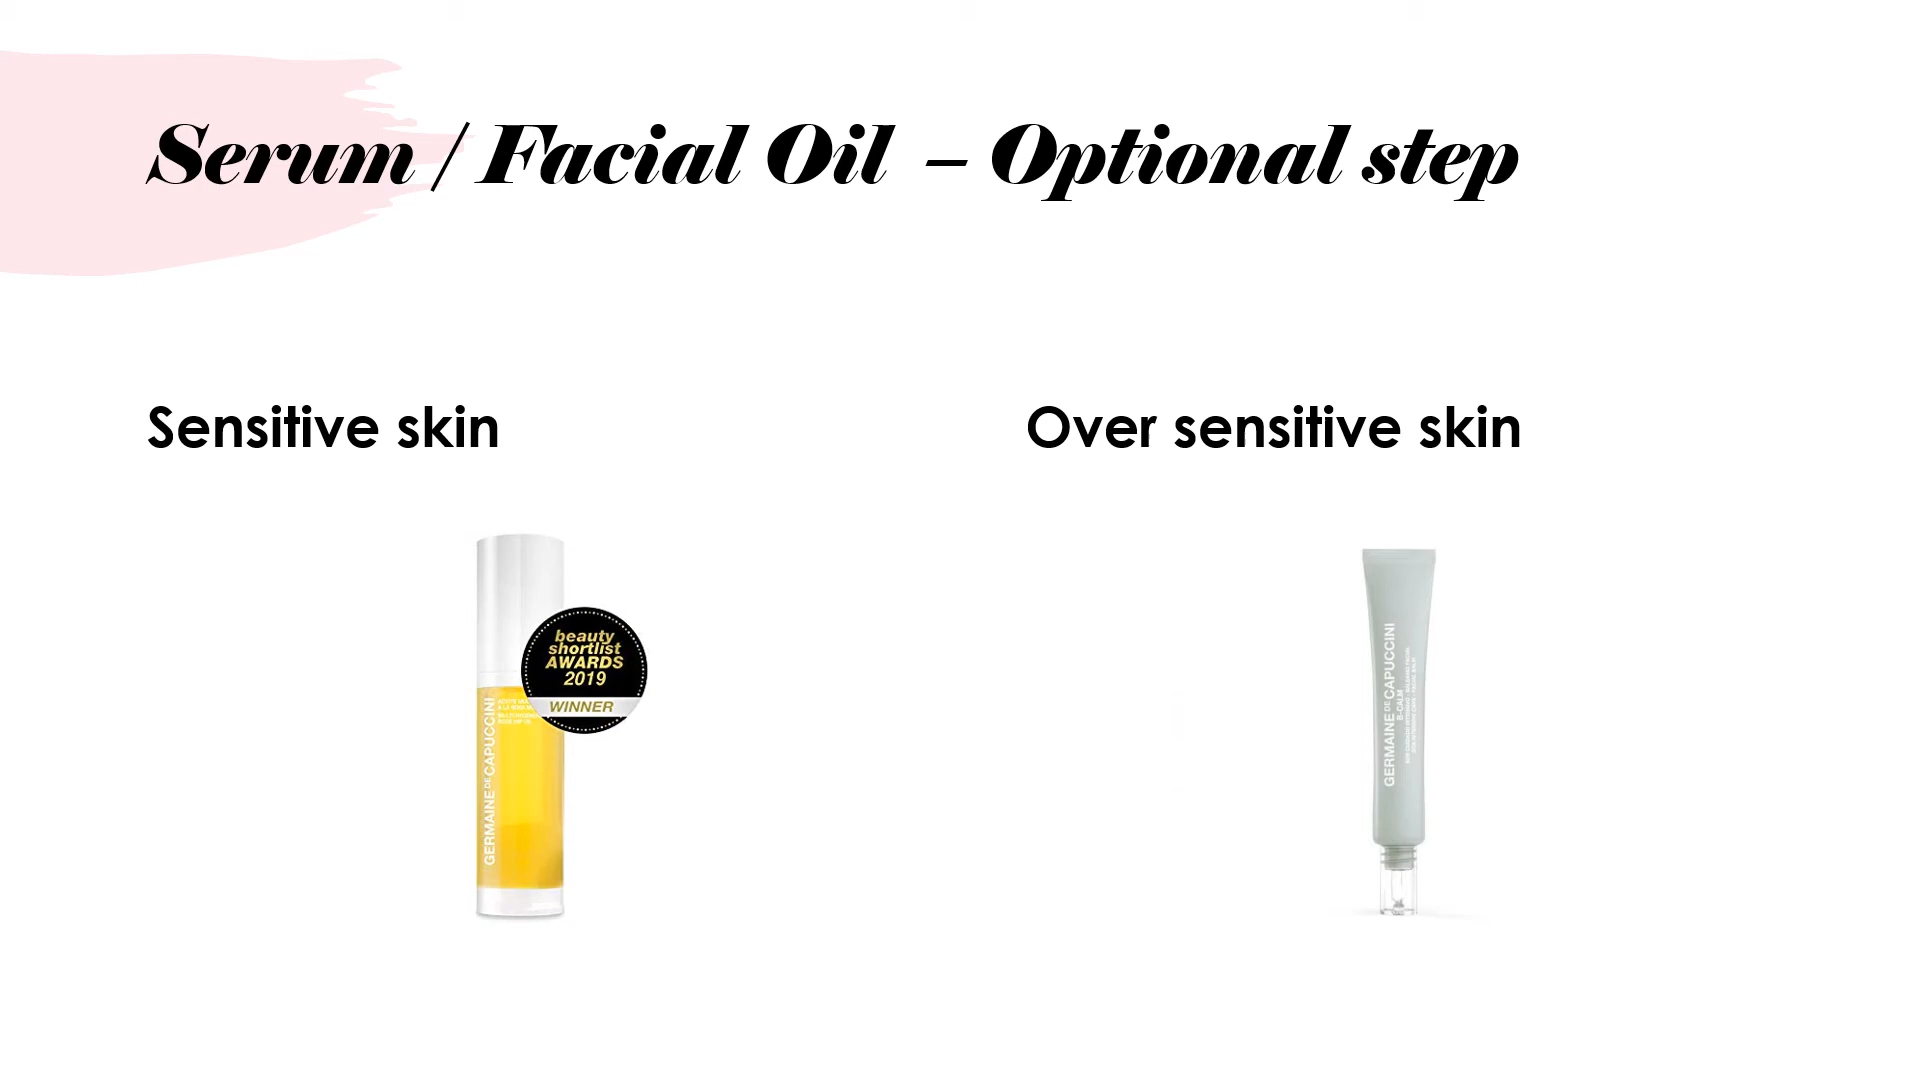 Serum / Facial Oil – Optional step
Sensitive skin
Over sensitive skin
beauty
shortlist
AWARDS
2019
WINNER
GERMAINE DE CAPUCCINI
GERMAINE DE CAPUCCINI
B-CALM